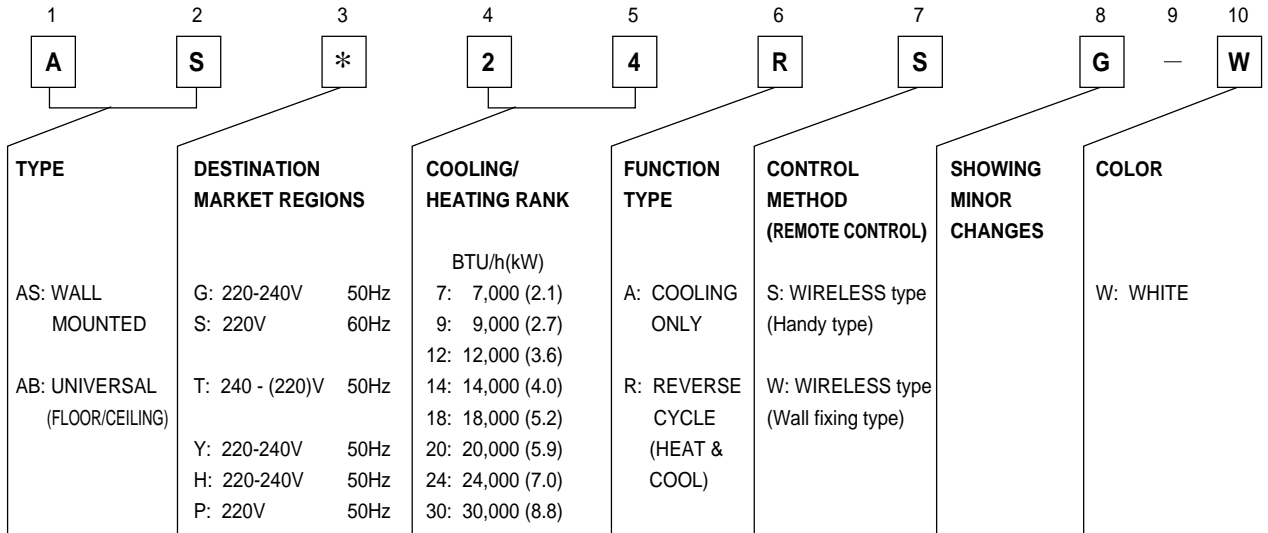 1 2 3 4 5 6 7 8 9 10
A S * 2 4 R S G – W
TYPE
AS: WALL
MOUNTED
AB: UNIVERSAL
(FLOOR/CEILING)
DESTINATION
MARKET REGIONS
G: 220-240V 50Hz
S: 220V 60Hz
T: 240 - (220)V 50Hz
Y: 220-240V 50Hz
H: 220-240V 50Hz
P: 220V 50Hz
COOLING/
HEATING RANK
BTU/h(kW)
7: 7,000 (2.1)
9: 9,000 (2.7)
12: 12,000 (3.6)
14: 14,000 (4.0)
18: 18,000 (5.2)
20: 20,000 (5.9)
24: 24,000 (7.0)
30: 30,000 (8.8)
FUNCTION
TYPE
A: COOLING
ONLY
R: REVERSE
CYCLE
(HEAT &
COOL)
CONTROL
METHOD
(REMOTE CONTROL)
S: WIRELESS type
(Handy type)
W: WIRELESS type
(Wall fixing type)
SHOWING
MINOR
CHANGES
COLOR
W: WHITE